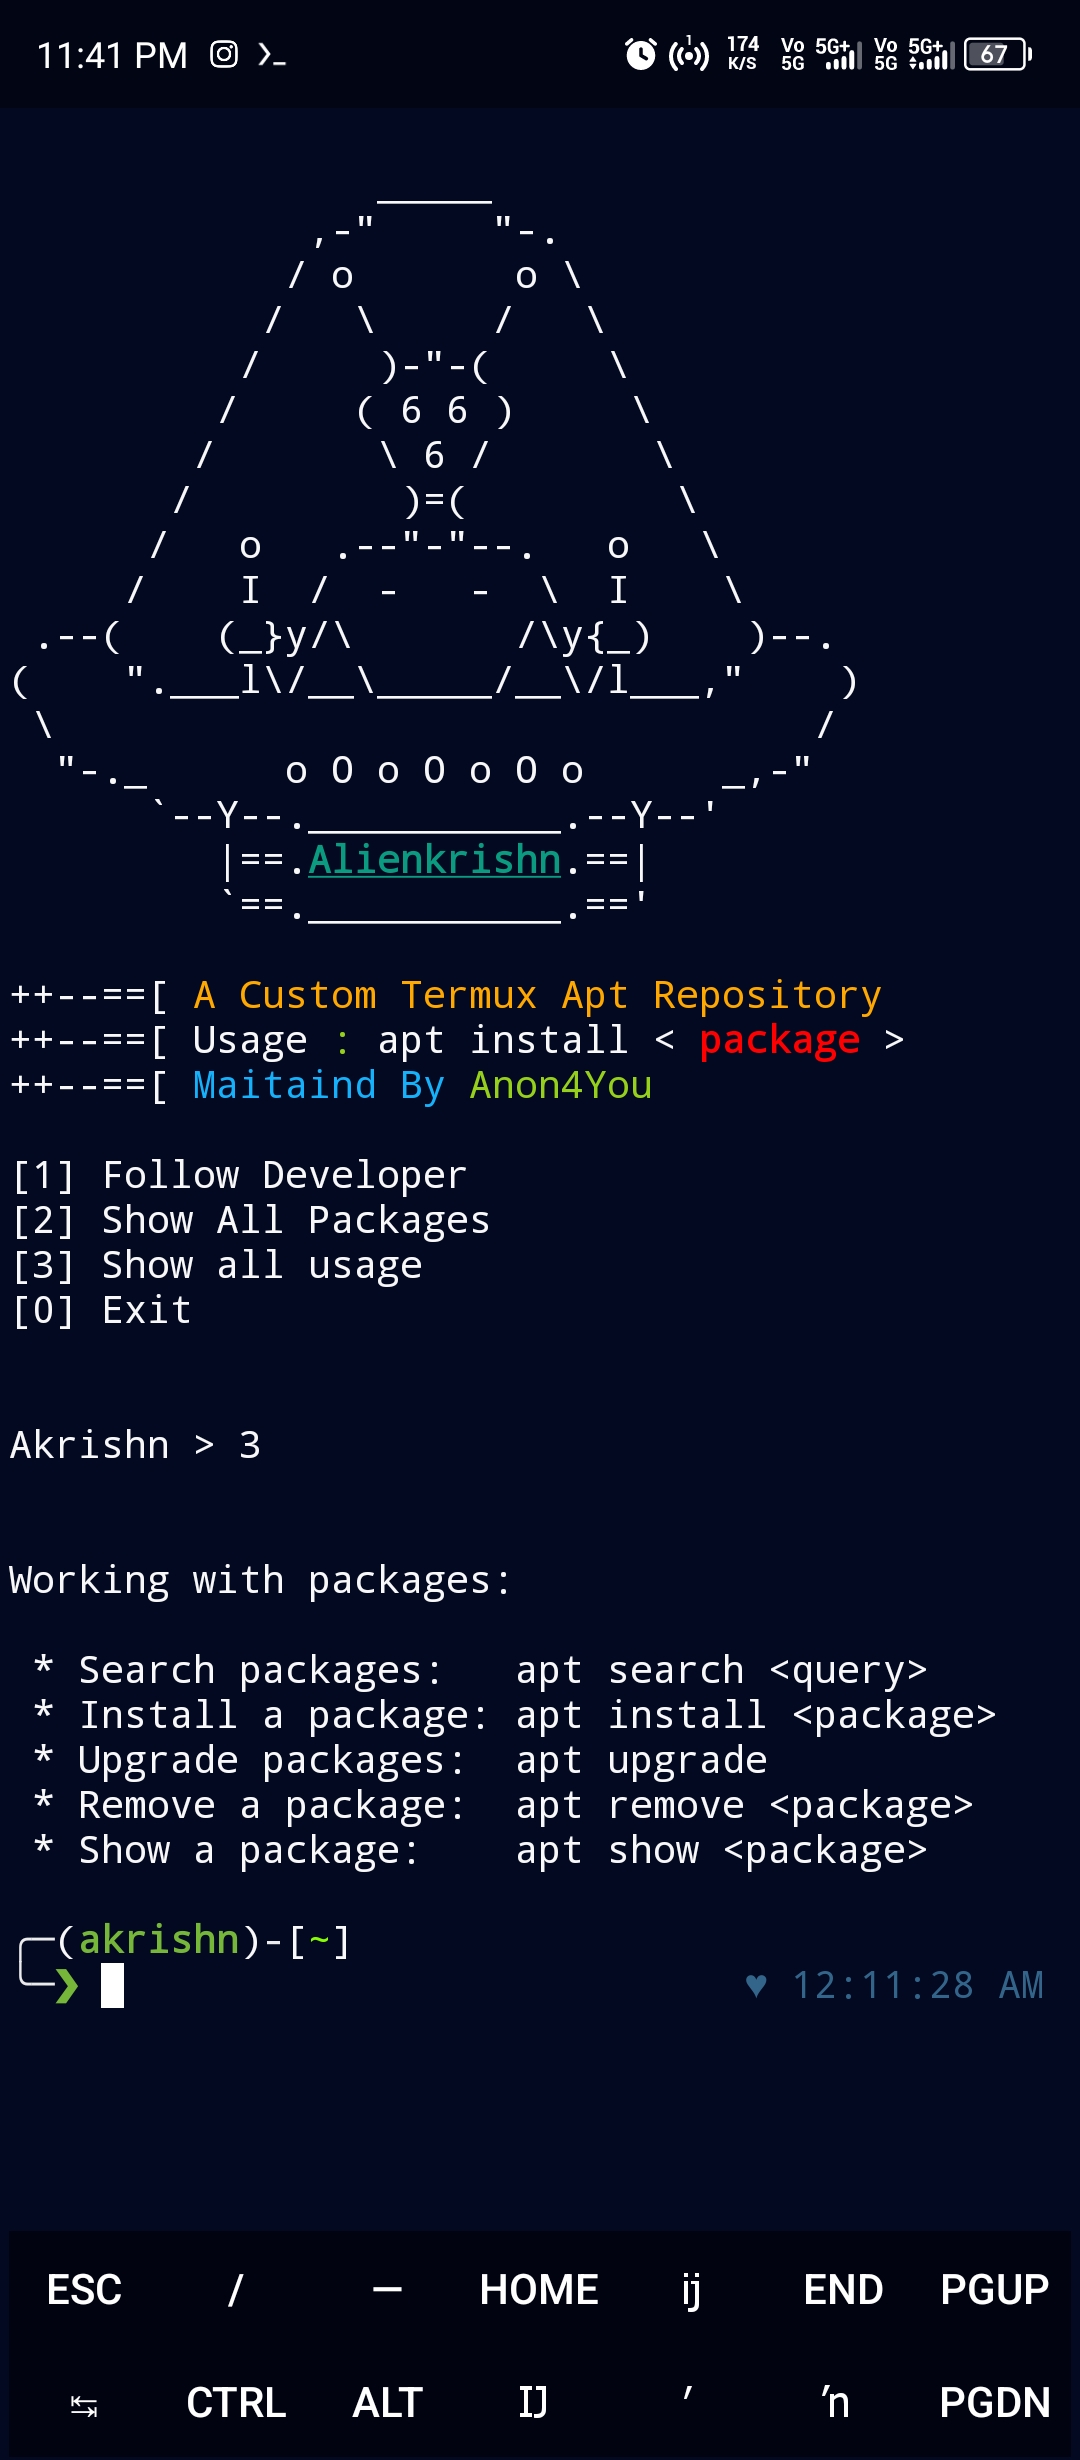 11:41 PM 174 K/S Vo 5G 5G+ Vo 5G 5G+ 67
               _____
            ,-"     "-.
           / o       o \
          /   \     /   \
         /     )-"-(     \
        /     ( 6 6 )     \
       /       \ 6 /       \
      /         )=(         \
     /   o   .--"-"--.   o   \
    /    I  /  -   -  \  I    \
.--(    (_}y/\       /\y{_)    )--.
(    ".___l\/__\_____/__\/l___,"    )
 \                                 /
  "-._      o O o O o O o      _,-"
      `--Y--.___________.--Y--'
         |==.Alienkrishn.==|
         `==.___________.=='
++--==[ A Custom Termux Apt Repository
++--==[ Usage : apt install < package >
++--==[ Maitaind By Anon4You
[1] Follow Developer
[2] Show All Packages
[3] Show all usage
[0] Exit
Akrishn > 3
Working with packages:
* Search packages:   apt search <query>
* Install a package: apt install <package>
* Upgrade packages:  apt upgrade
* Remove a package:  apt remove <package>
* Show a package:    apt show <package>
(akrishn)-[~]
❯ ♥ 12:11:28 AM
ESC / — HOME ĳ END PGUP
↹ CTRL ALT Ĳ ′ ŉ PGDN